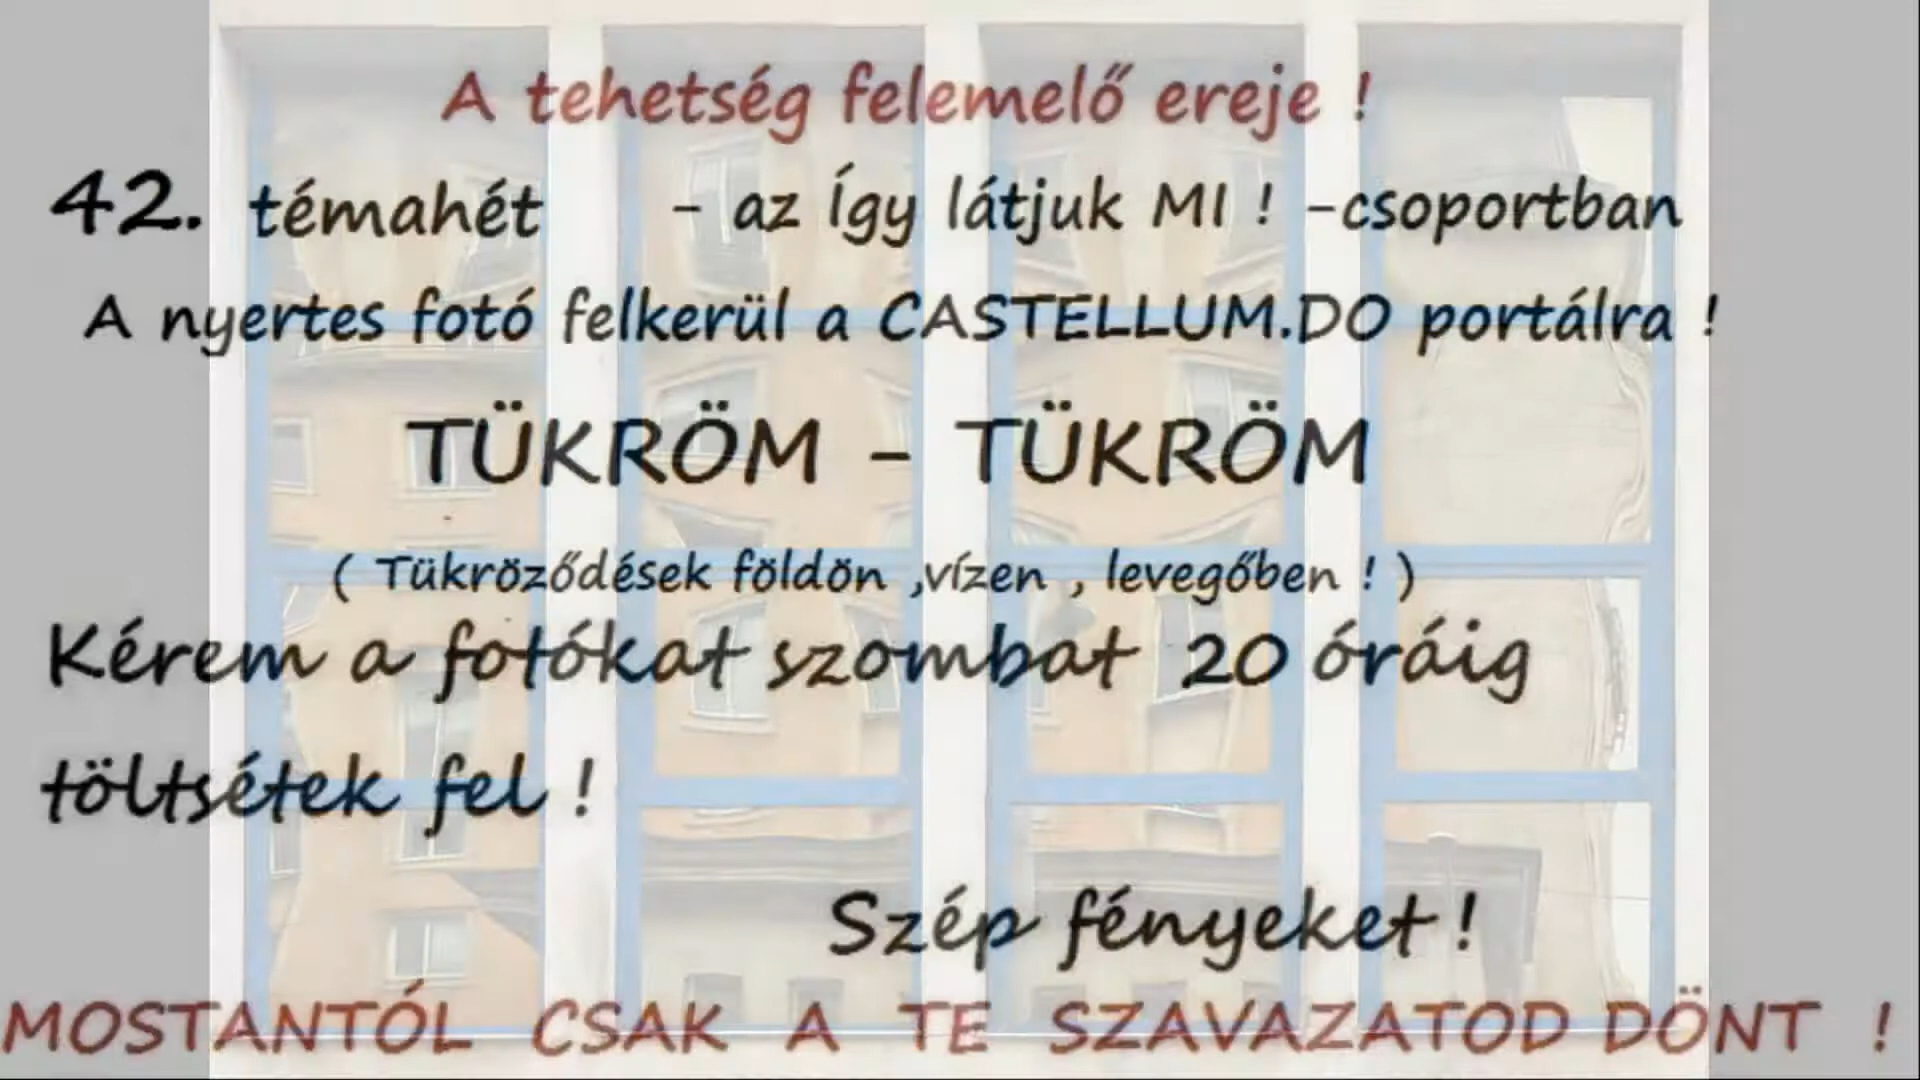 A tehetség felemelő ereje !
42. témahét - az Így látjuk MI ! -csoportban
A nyertes fotó felkerül a CASTELLUM.DO portálra !
TÜKRÖM - TÜKRÖM
( Tükröződések földön ,vízen , levegőben ! )
Kérem a fotókat szombat 20 óráig
töltsétek fel !
Szép fényeket !
MOSTANTÓL CSAK A TE SZAVAZATOD DÖNT !